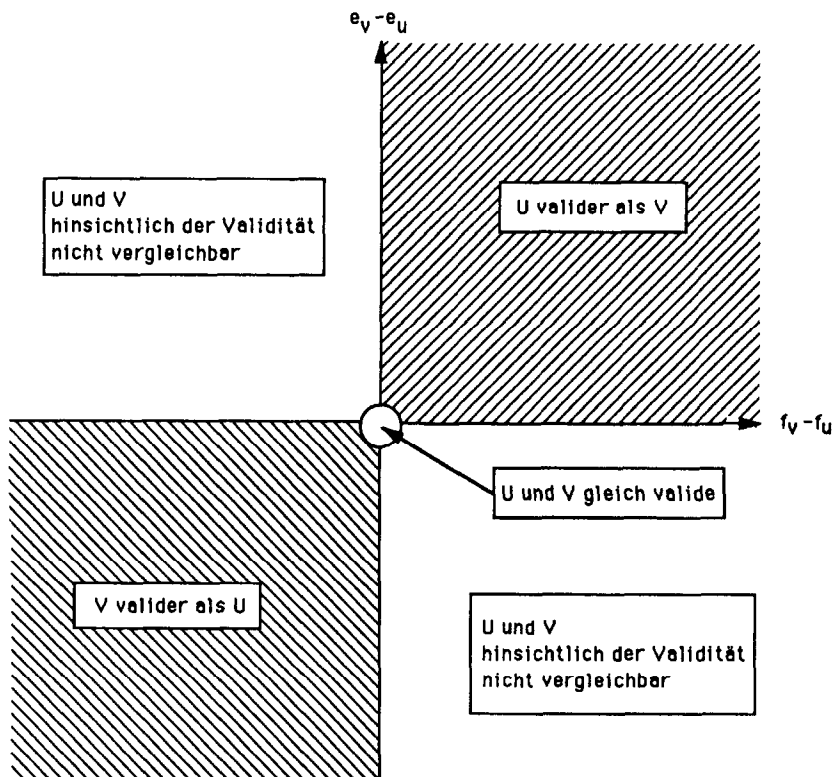 e_v - e_u
U und V
hinsichtlich der Validität
nicht vergleichbar
U valider als V
f_v - f_u
U und V gleich valide
V valider als U
U und V
hinsichtlich der Validität
nicht vergleichbar